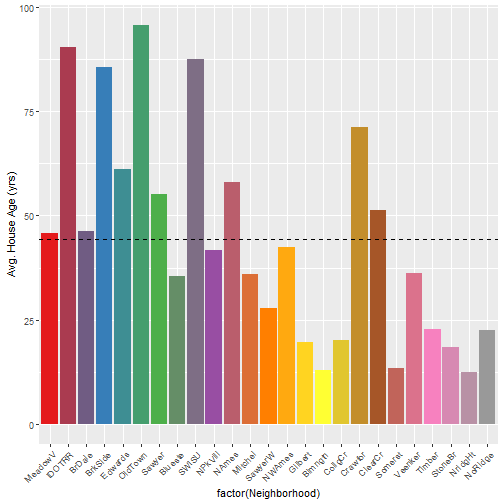 Avg. House Age (yrs)
100
75
50
25
0
MeadowV
IDOTRR
BrDale
BrkSide
Edwards
OldTown
Sawyer
Blueste
SWISU
NPkVill
NAmes
Mitchel
SawyerW
NWAmes
Gilbert
Blmngtn
CollgCr
Crawfor
ClearCr
Somerst
Veenker
Timber
StoneBr
NridgHt
NoRidge
factor(Neighborhood)